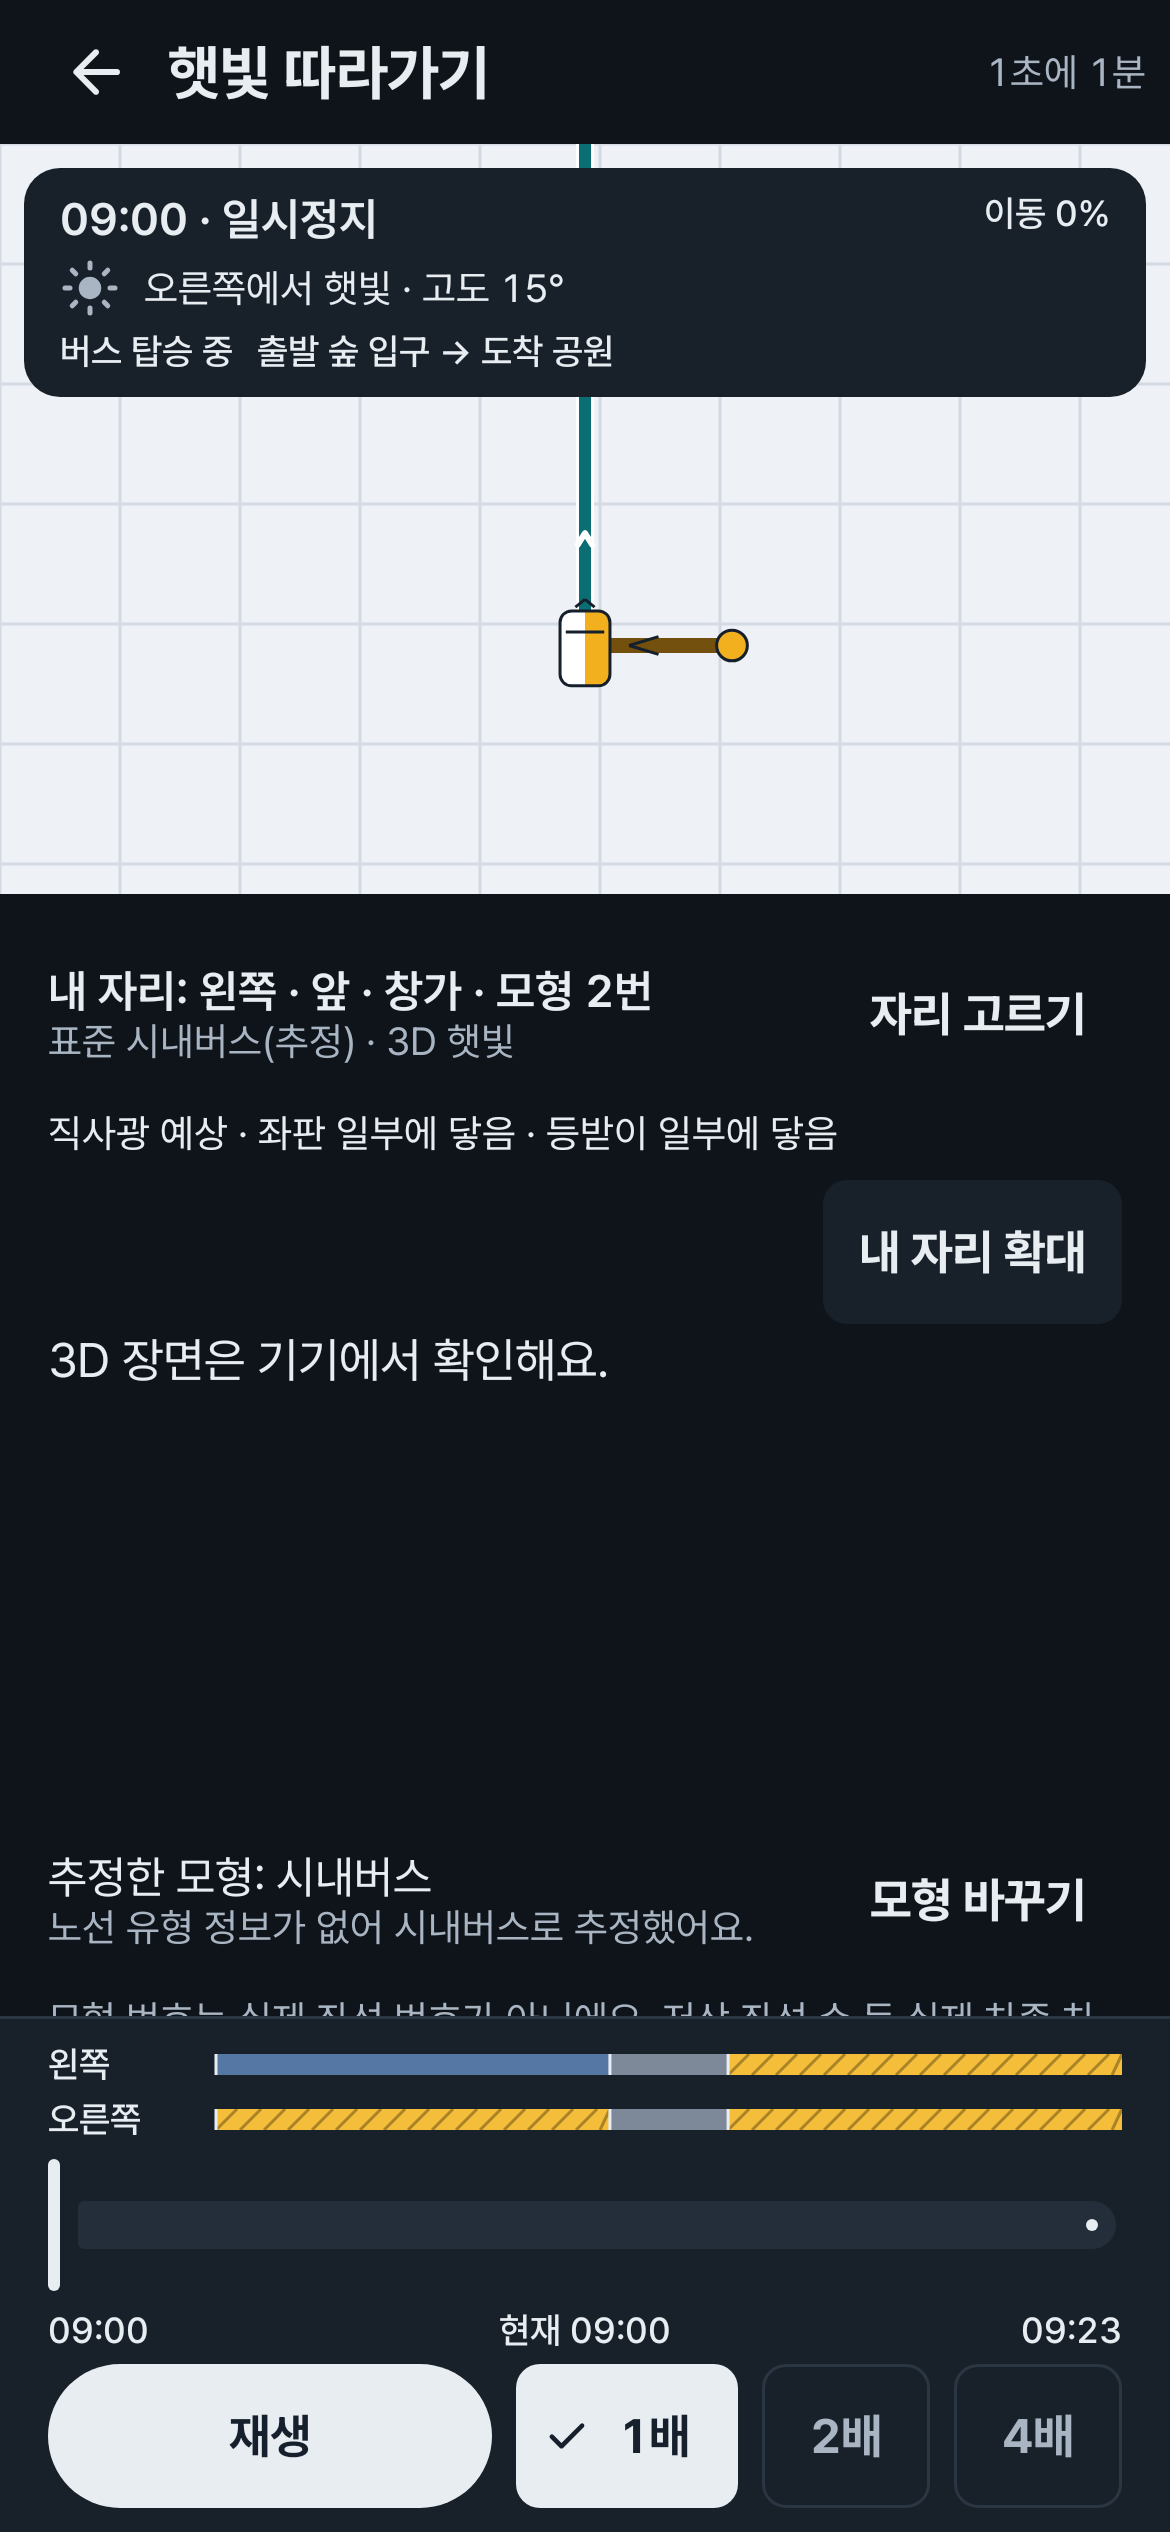 햇빛 따라가기
1초에 1분
09:00 · 일시정지
이동 0%
오른쪽에서 햇빛 · 고도 15°
버스 탑승 중 출발 숲 입구 → 도착 공원
내 자리: 왼쪽 · 앞 · 창가 · 모형 2번
자리 고르기
표준 시내버스(추정) · 3D 햇빛
직사광 예상 · 좌판 일부에 닿음 · 등받이 일부에 닿음
내 자리 확대
3D 장면은 기기에서 확인해요.
추정한 모형: 시내버스
모형 바꾸기
노선 유형 정보가 없어 시내버스로 추정했어요.
왼쪽
오른쪽
09:00
현재 09:00
09:23
재생
1배
2배
4배